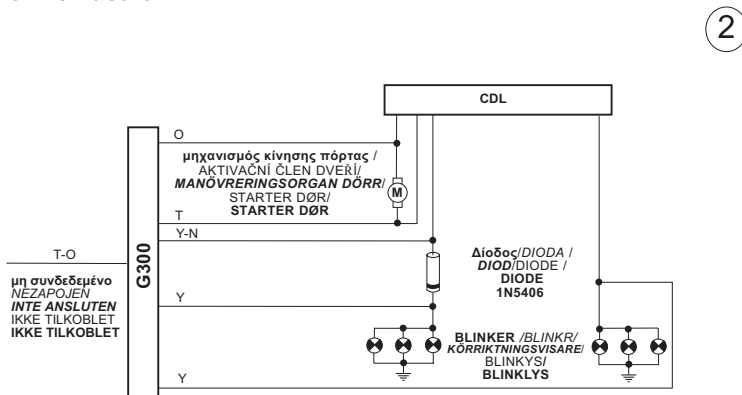 2
CDL
O
μηχανισμός κίνησης πόρτας /
AKTIVAČNÍ ČLEN DVEŘÍ/
MANÖVRERINGSORGAN DÖRR/
STARTER DØR/
STARTER DØR
M
T
Y-N
T-O
G300
μη συνδεδεμένο
NEZAPOJEN
INTE ANSLUTEN
IKKE TILKOBLET
IKKE TILKOBLET
Δίοδος/DIODA /
DIOD/DIODE /
DIODE
1N5406
Y
BLINKER /BLINKR/
KÖRRIKTNINGSVISARE/
BLINKYS/
BLINKLYS
Y